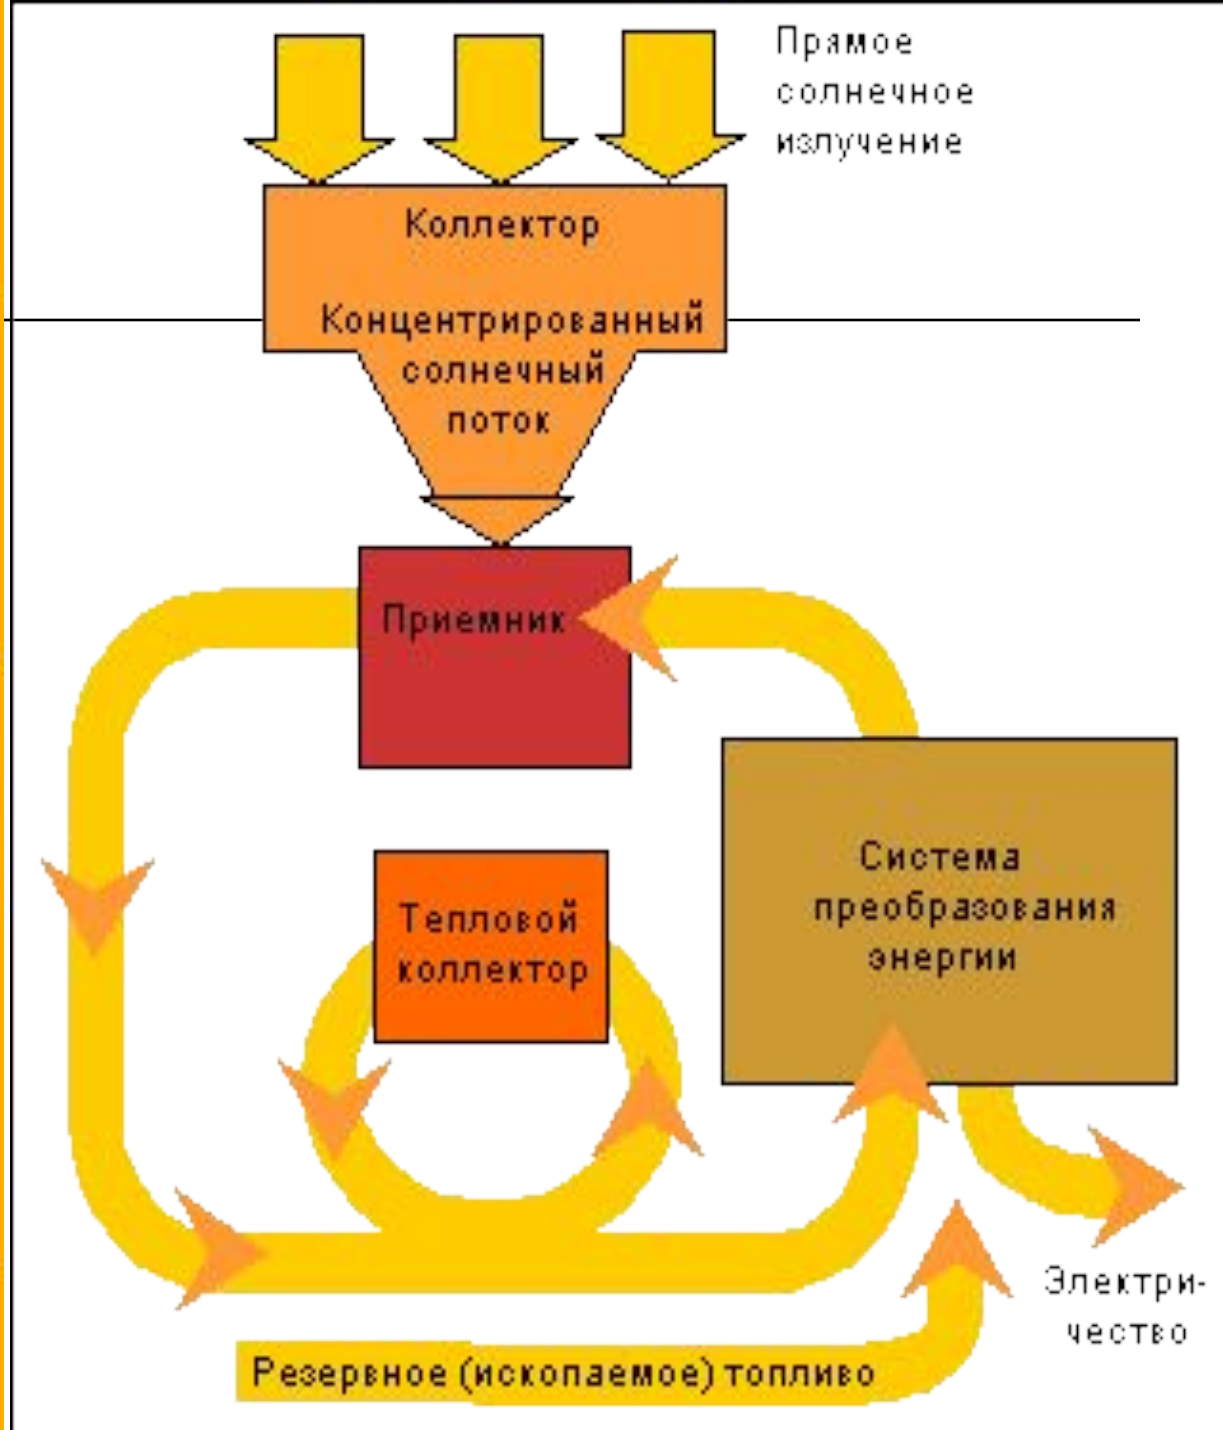 Прямое
солнечное
излучение
Коллектор
Концентрированный
солнечный
поток
Приемник
Система
преобразования
энергии
Тепловой
коллектор
Электри-
чество
Резервное (ископаемое) топливо